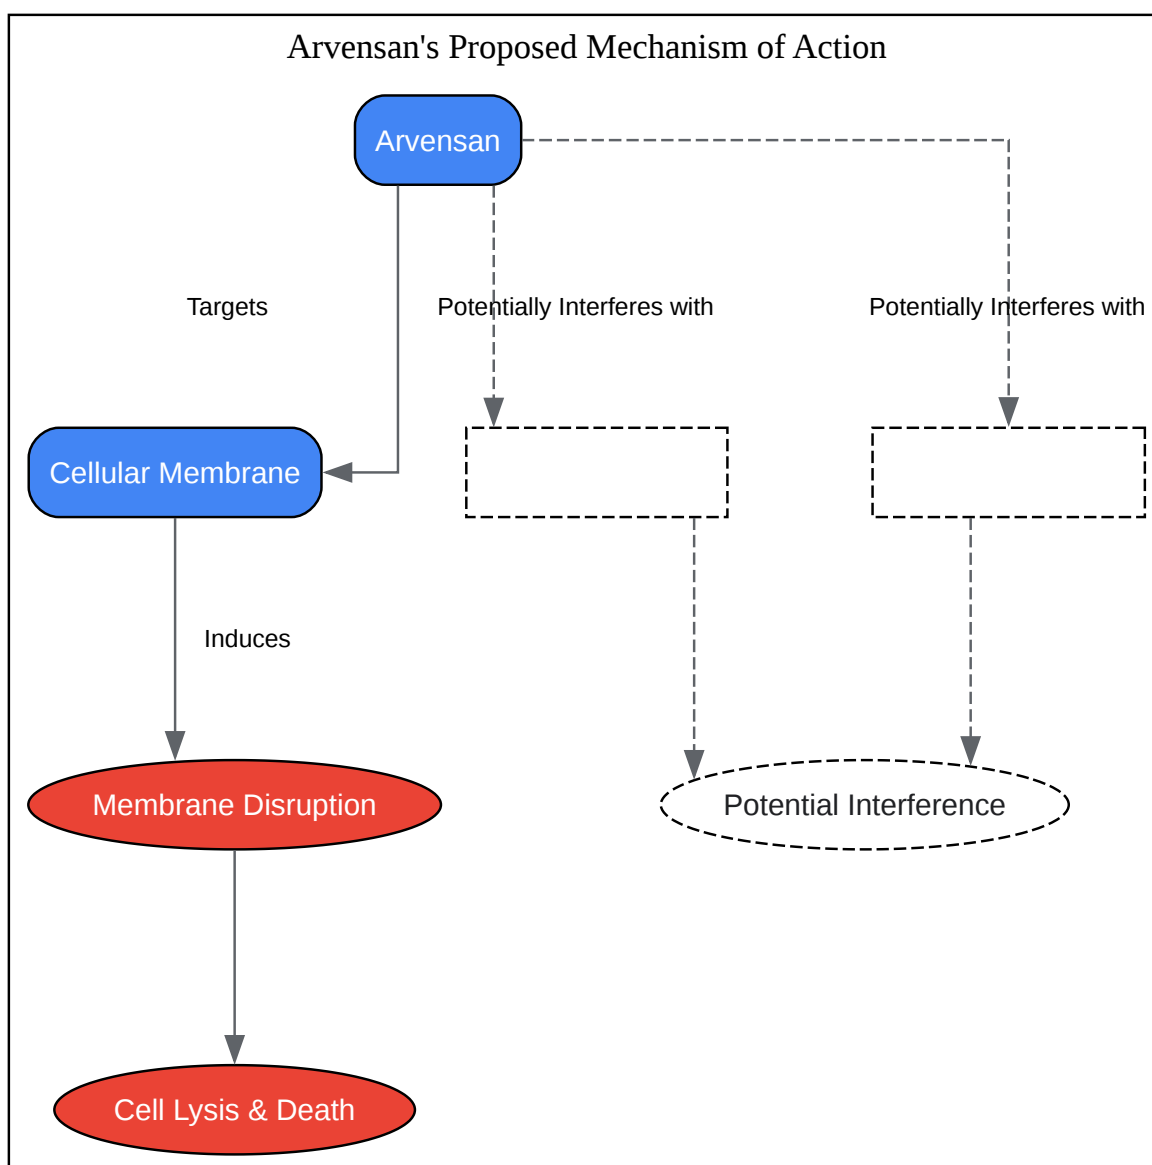 Arvensan's Proposed Mechanism of Action
Arvensan
Targets
Potentially Interferes with
Potentially Interferes with
Cellular Membrane
Induces
Membrane Disruption
Potential Interference
Cell Lysis & Death